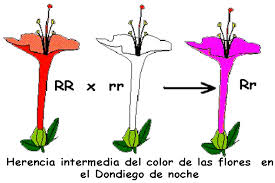 RR x rr Rr
Herencia intermedia del color de las flores en
el Dondiego de noche